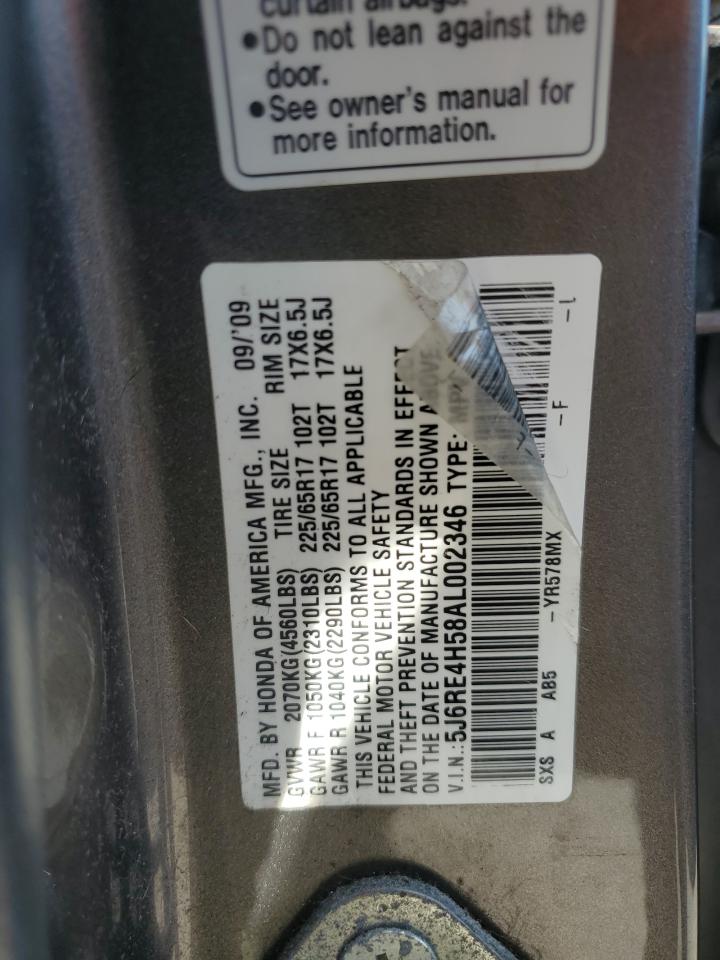 curtain airbags.
●Do not lean against the
door.
●See owner's manual for
more information.
MFD. BY HONDA OF AMERICA MFG., INC. 09/'09
GVWR 2070KG(4560LBS) TIRE SIZE RIM SIZE
GAWR F 1050KG(2310LBS) 225/65R17 102T 17X6.5J
GAWR R 1040KG(2290LBS) 225/65R17 102T 17X6.5J
THIS VEHICLE CONFORMS TO ALL APPLICABLE
FEDERAL MOTOR VEHICLE SAFETY
AND THEFT PREVENTION STANDARDS IN EFFECT
ON THE DATE OF MANUFACTURE SHOWN ABOVE
V.I.N.:5J6RE4H58AL002346 TYPE:
SXS A A85 -YR578MX -F -